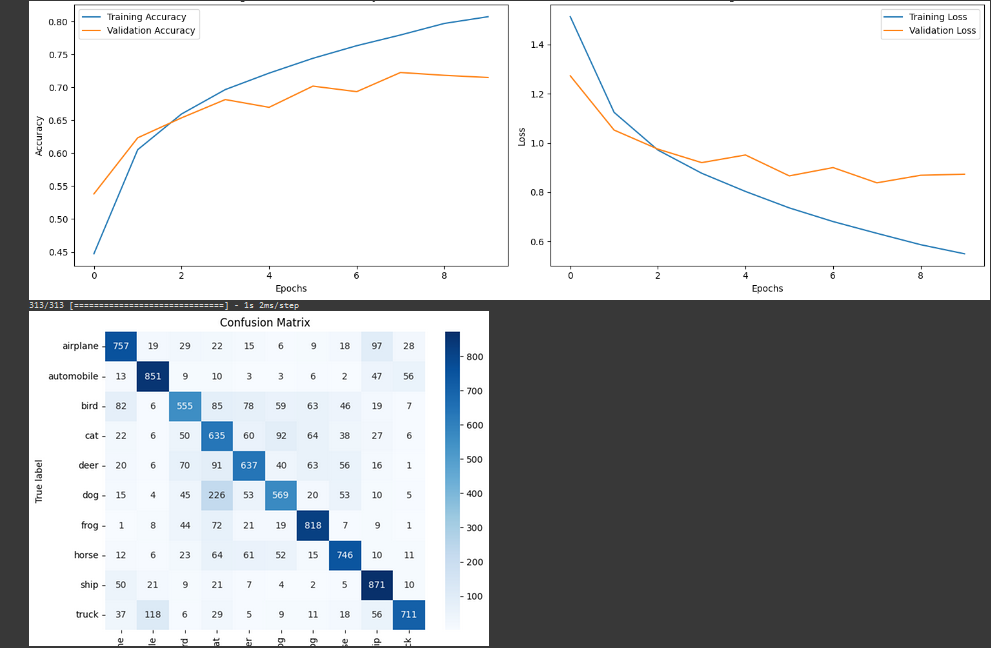 Training Accuracy
Validation Accuracy
0.80
0.75
0.70
0.65
0.60
0.55
0.50
0.45
Accuracy
0 2 4 6 8
Epochs
Training Loss
Validation Loss
1.4
1.2
1.0
0.8
0.6
Loss
0 2 4 6 8
Epochs
313/313 [==============================] - 1s 2ms/step
Confusion Matrix
airplane 757 19 29 22 15 6 9 18 97 28
automobile 13 851 9 10 3 3 6 2 47 56
bird 82 6 555 85 78 59 63 46 19 7
cat 22 6 50 635 60 92 64 38 27 6
deer 20 6 70 91 637 40 63 56 16 1
dog 15 4 45 226 53 569 20 53 10 5
frog 1 8 44 72 21 19 818 7 9 1
horse 12 6 23 64 61 52 15 746 10 11
ship 50 21 9 21 7 4 2 5 871 10
truck 37 118 6 29 5 9 11 18 56 711
True label
800
700
600
500
400
300
200
100